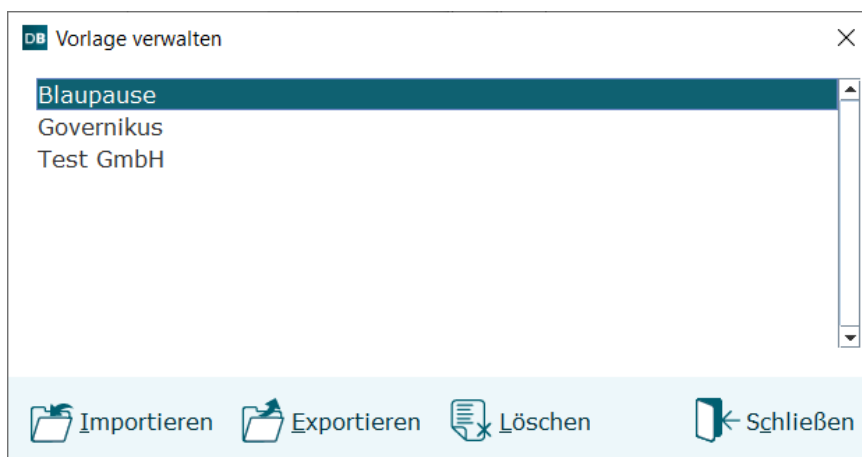 DB Vorlage verwalten
Blaupause
Governikus
Test GmbH
Importieren Exportieren Löschen Schließen